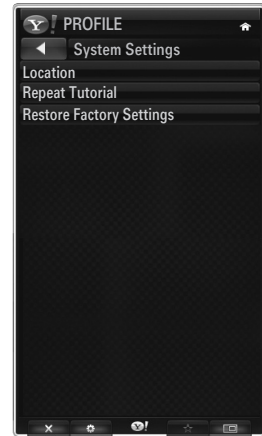 Y! PROFILE
System Settings
Location
Repeat Tutorial
Restore Factory Settings
Y!